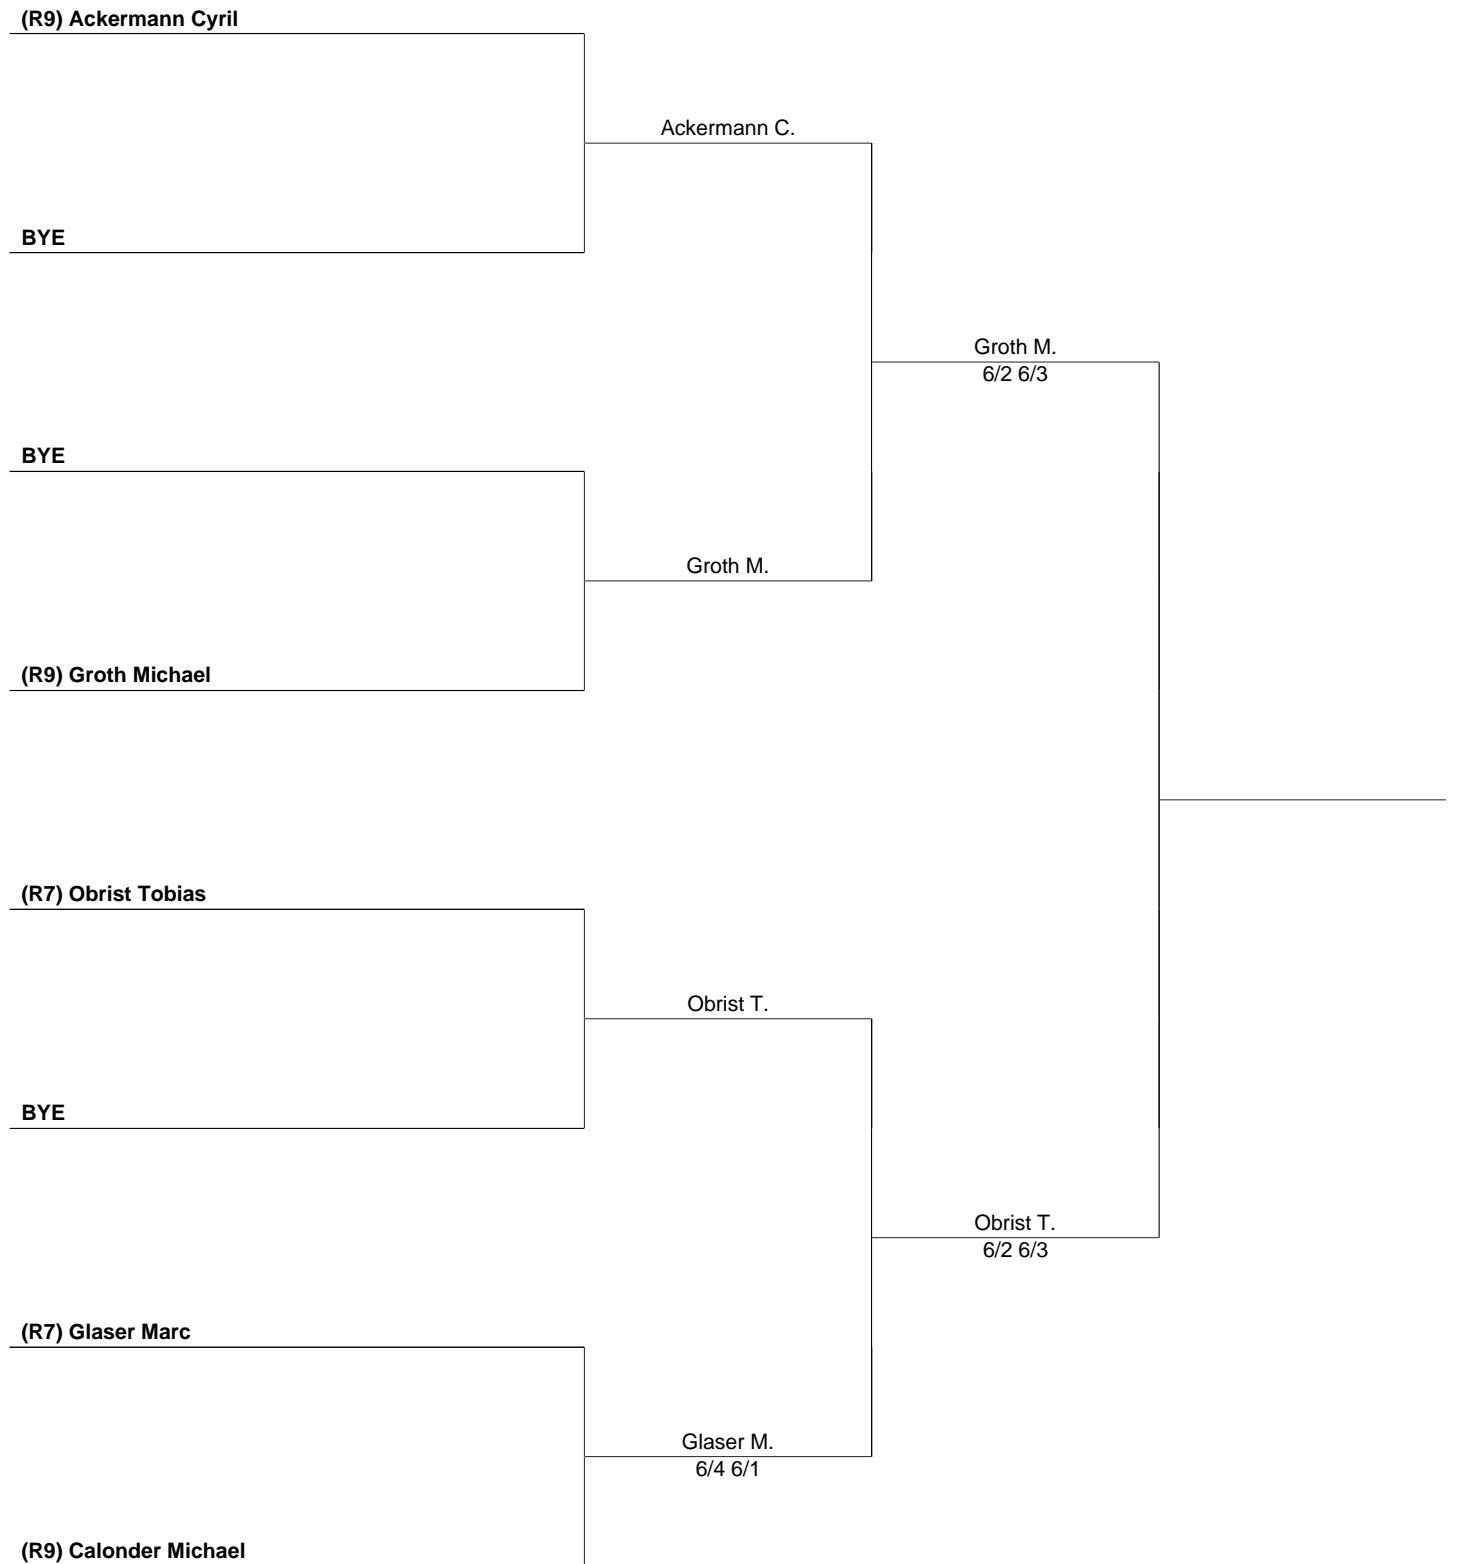 (R9) Ackermann Cyril
Ackermann C.
BYE
Groth M.
6/2 6/3
BYE
Groth M.
(R9) Groth Michael
(R7) Obrist Tobias
Obrist T.
BYE
Obrist T.
6/2 6/3
(R7) Glaser Marc
Glaser M.
6/4 6/1
(R9) Calonder Michael